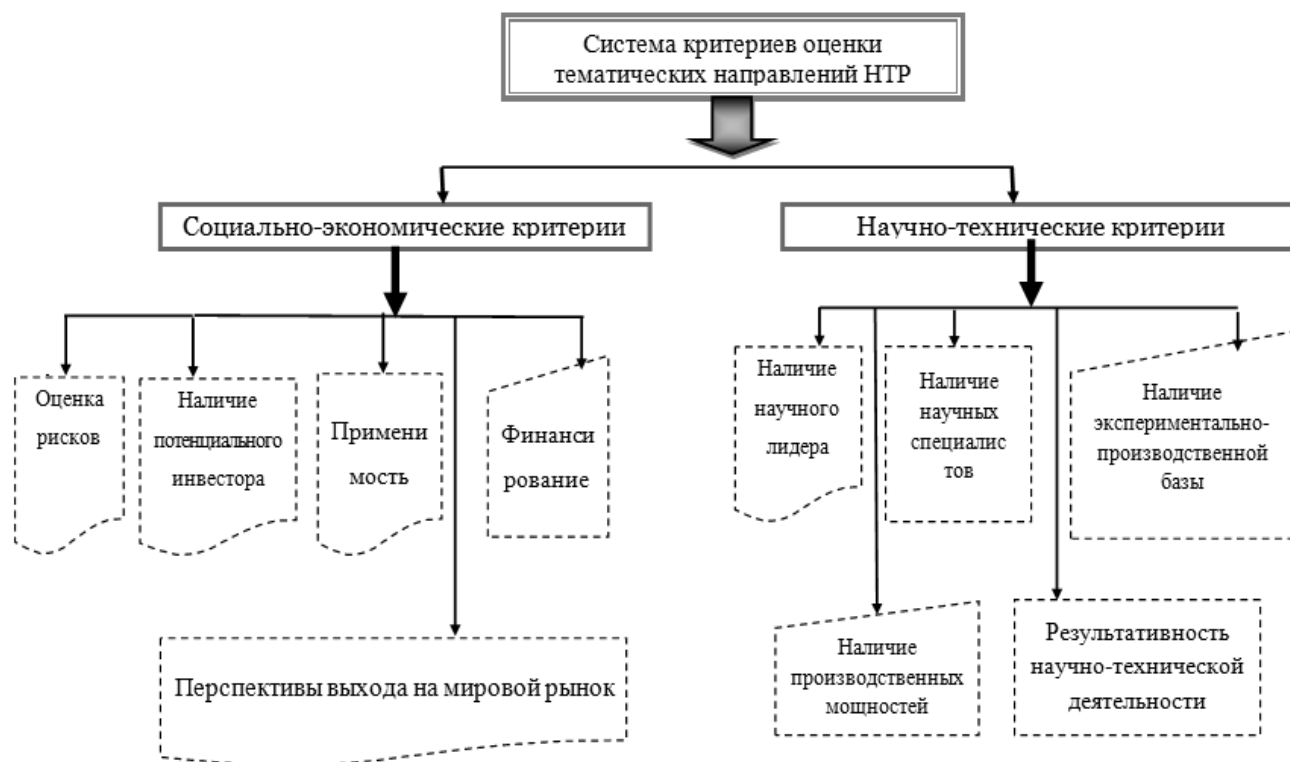 Система критериев оценки
тематических направлений НТР
Социально-экономические критерии
Научно-технические критерии
Оценка
рисков
Наличие
потенциального
инвестора
Примени
мость
Финанси
рование
Перспективы выхода на мировой рынок
Наличие
научного
лидера
Наличие
научных
специалис
тов
Наличие
экспериментально-
производственной
базы
Наличие
производственных
мощностей
Результативность
научно-технической
деятельности